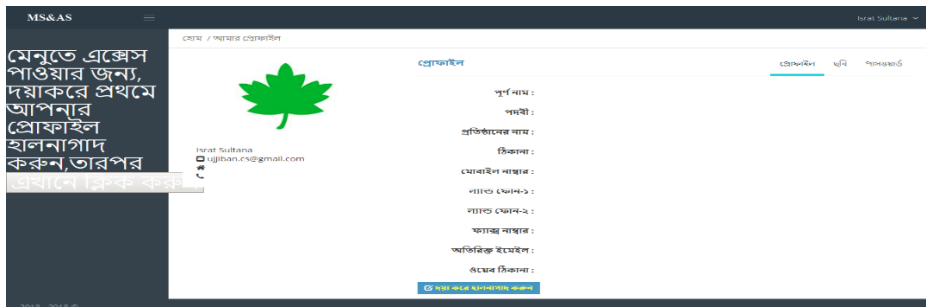 MS&AS
Israt Sultana
হোম / আমার প্রোফাইল
মেনুতে এক্সেস
পাওয়ার জন্য,
দয়াকরে প্রথমে
আপনার
প্রোফাইল
হালনাগাদ
করুন,তারপর
এখানে ক্লিক করুন
Israt Sultana
ujjiban.cs@gmail.com
প্রোফাইল
প্রোফাইল ছবি পাসওয়ার্ড
পূর্ণ নাম :
পদবী :
প্রতিষ্ঠানের নাম :
ঠিকানা :
মোবাইল নাম্বার :
ল্যান্ড ফোন-১ :
ল্যান্ড ফোন-২ :
ফ্যাক্স নাম্বার :
অতিরিক্ত ইমেইল :
ওয়েব ঠিকানা :
দয়া করে হালনাগাদ করুন